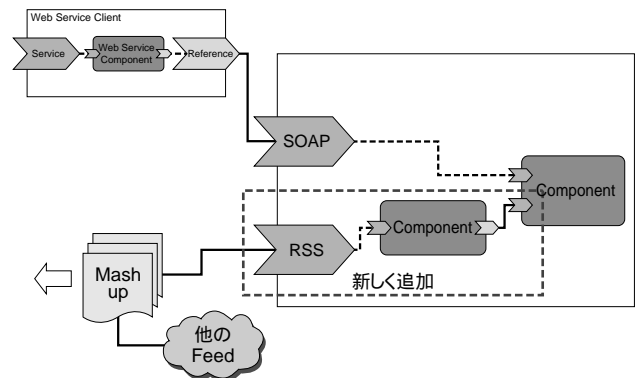 Web Service Client
Service
Web Service
Component
Reference
SOAP
Component
Component
RSS
新しく追加
Mash
up
他の
Feed